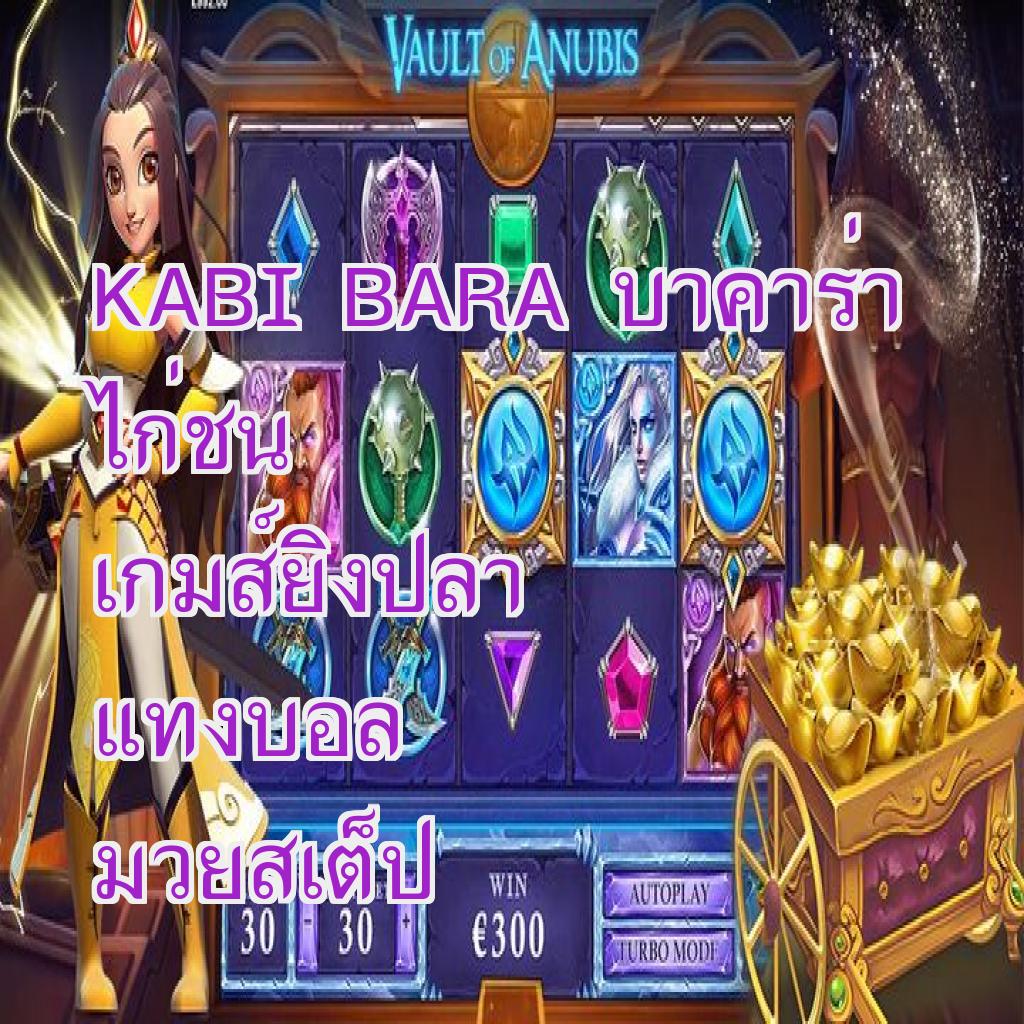 VAULT OF ANUBIS
KABI BARA บาคาร่า
ไก่ชน
เกมส์ยิงปลา
แทงบอล
มวยสเต็ป
WIN
30
-
30
+
€300
AUTOPLAY
TURBO MODE